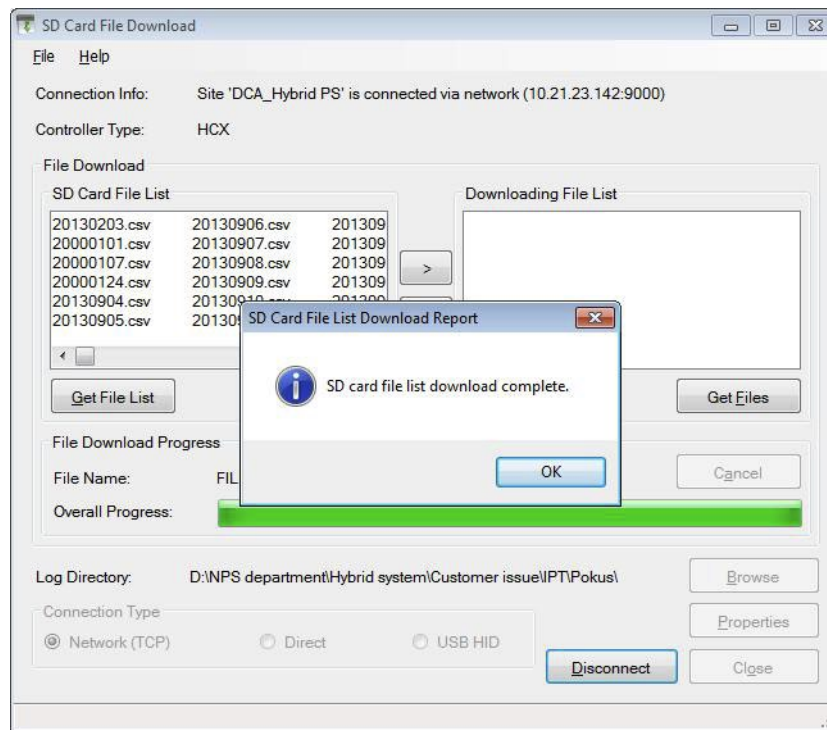 SD Card File Download
File Help
Connection Info: Site 'DCA_Hybrid PS' is connected via network (10.21.23.142:9000)
Controller Type: HCX
File Download
SD Card File List
Downloading File List
20130203.csv 20130906.csv 201309
20000101.csv 20130907.csv 201309
20000107.csv 20130908.csv 201309
20000124.csv 20130909.csv 201309
20130904.csv
20130905.csv
>
SD Card File List Download Report
SD card file list download complete.
OK
Get File List
Get Files
File Download Progress
File Name: FIL
Cancel
Overall Progress:
Log Directory: D:\NPS department\Hybrid system\Customer issue\IPT\Pokus\
Browse
Connection Type
Network (TCP) Direct USB HID
Properties
Disconnect
Close